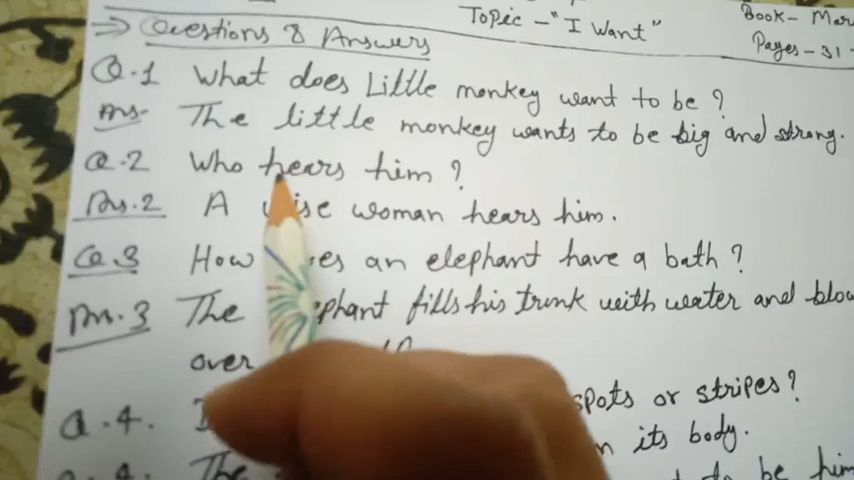 Topic - "I Want"
Book - Mar
Pages - 31 -
⇒ Questions & Answers
Q.1 What does Little monkey want to be ?
Ans. The little monkey wants to be big and strong.
Q.2 Who hears him ?
Ans.2 A wise woman hears him.
Q.3 How es an elephant have a bath ?
Ans.3 The ephant fills his trunk with water and blow
over
Q.4. spots or stripes ?
The its body.
to be him